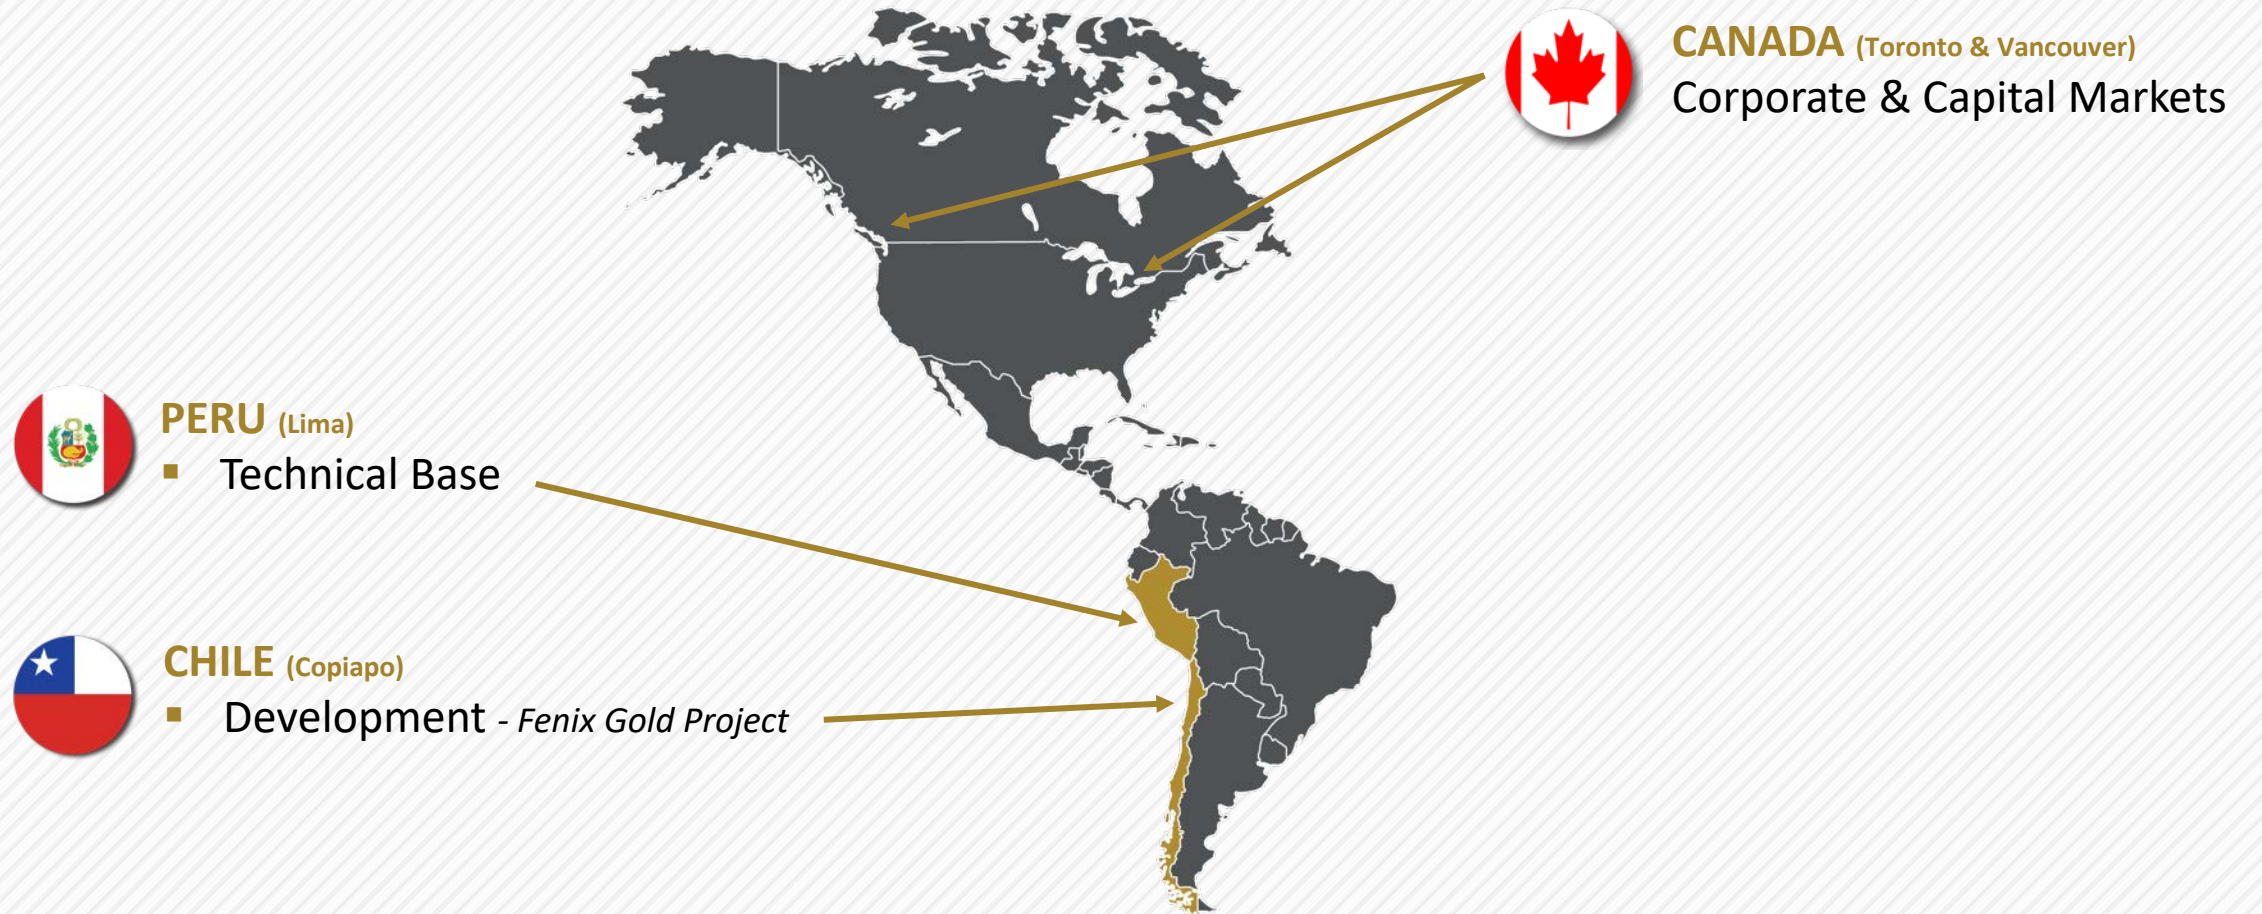 CANADA (Toronto & Vancouver)
Corporate & Capital Markets
PERU (Lima)
▪ Technical Base
CHILE (Copiapo)
▪ Development - Fenix Gold Project